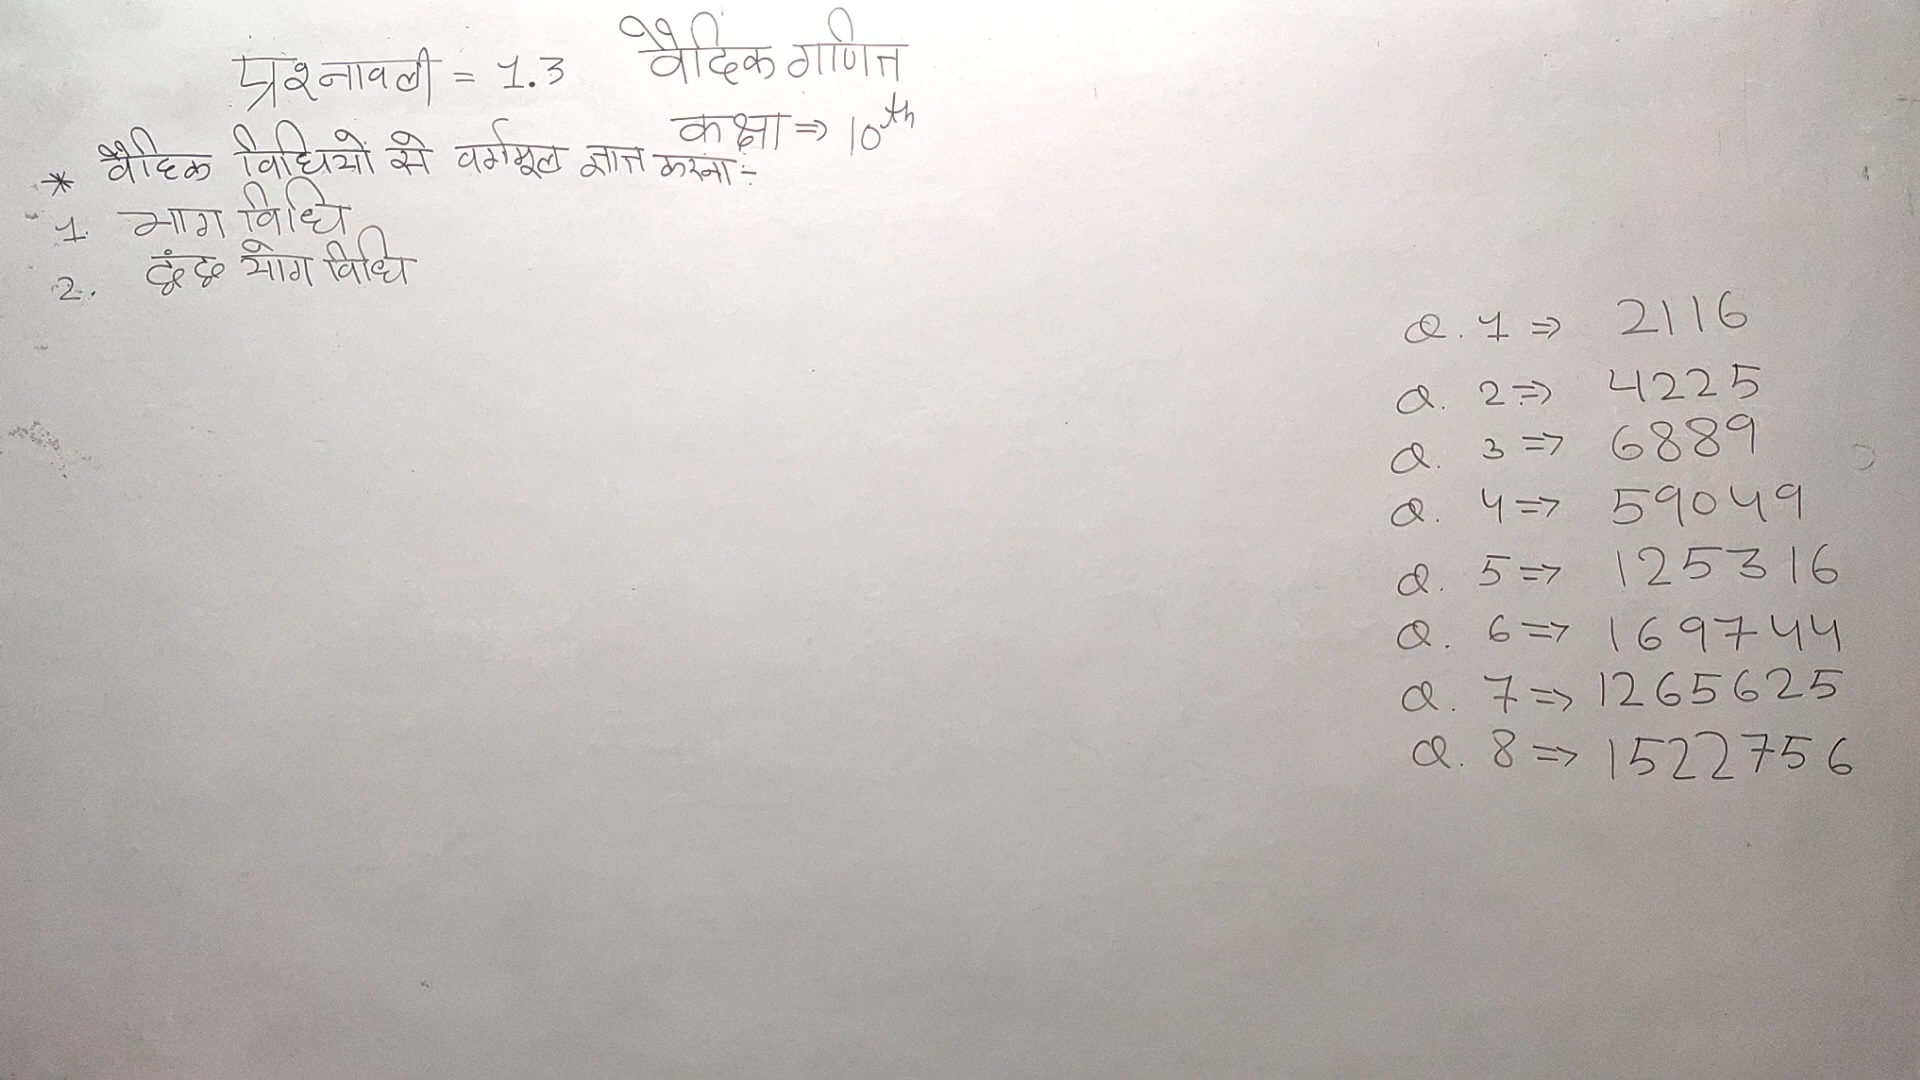 प्रश्नावली = 1.3 वैदिक गणित
कक्षा ⇒ 10th
* वैदिक विधियों से वर्गमूल ज्ञात करना :-
1. भाग विधि
2. द्वंद्व योग विधि
Q. 1 ⇒ 2116
Q. 2 ⇒ 4225
Q. 3 ⇒ 6889
Q. 4 ⇒ 59049
Q. 5 ⇒ 125316
Q. 6 ⇒ 169744
Q. 7 ⇒ 1265625
Q. 8 ⇒ 1522756